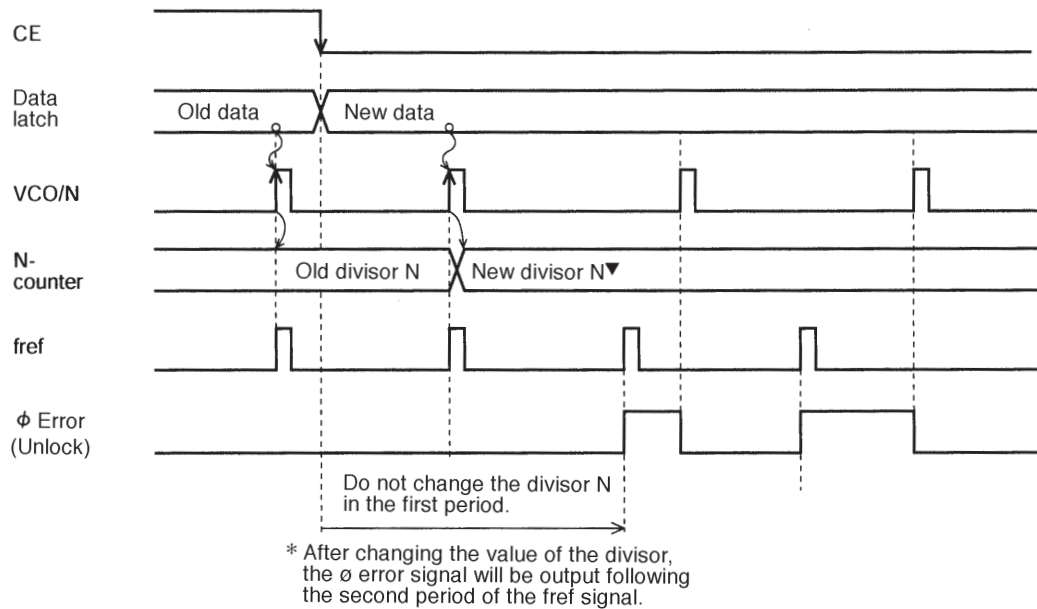 CE
Data
latch
Old data
New data
VCO/N
N-
counter
Old divisor N
New divisor N▼
fref
ϕ Error
(Unlock)
Do not change the divisor N
in the first period.
* After changing the value of the divisor,
the ø error signal will be output following
the second period of the fref signal.